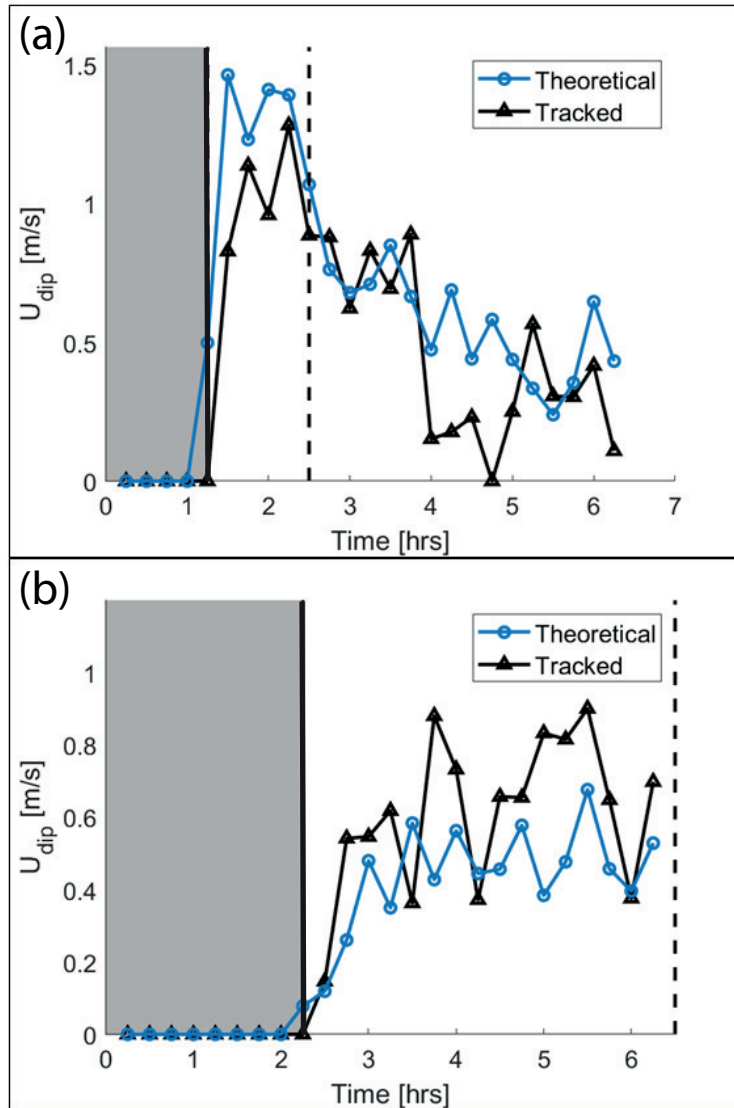 (a)
1.5
1
0.5
0
U_dip [m/s]
Theoretical
Tracked
0 1 2 3 4 5 6 7
Time [hrs]
(b)
1
0.8
0.6
0.4
0.2
0
U_dip [m/s]
Theoretical
Tracked
0 1 2 3 4 5 6
Time [hrs]